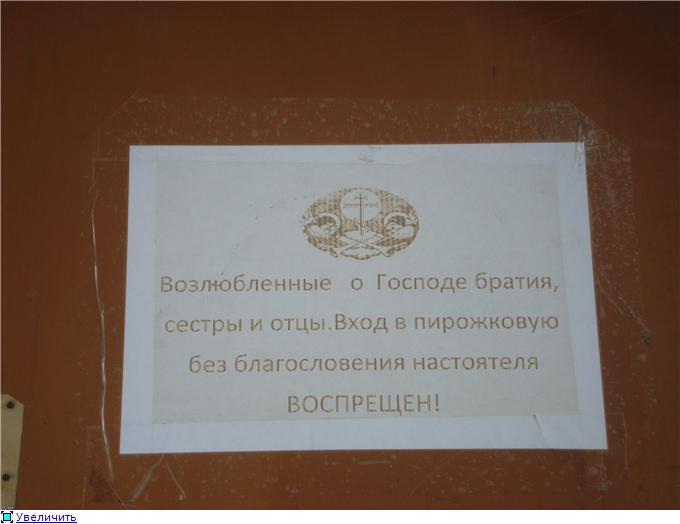 Возлюбленные о Господе братия,
сестры и отцы.Вход в пирожковую
без благословения настоятеля
ВОСПРЕЩЕН!
Увеличить